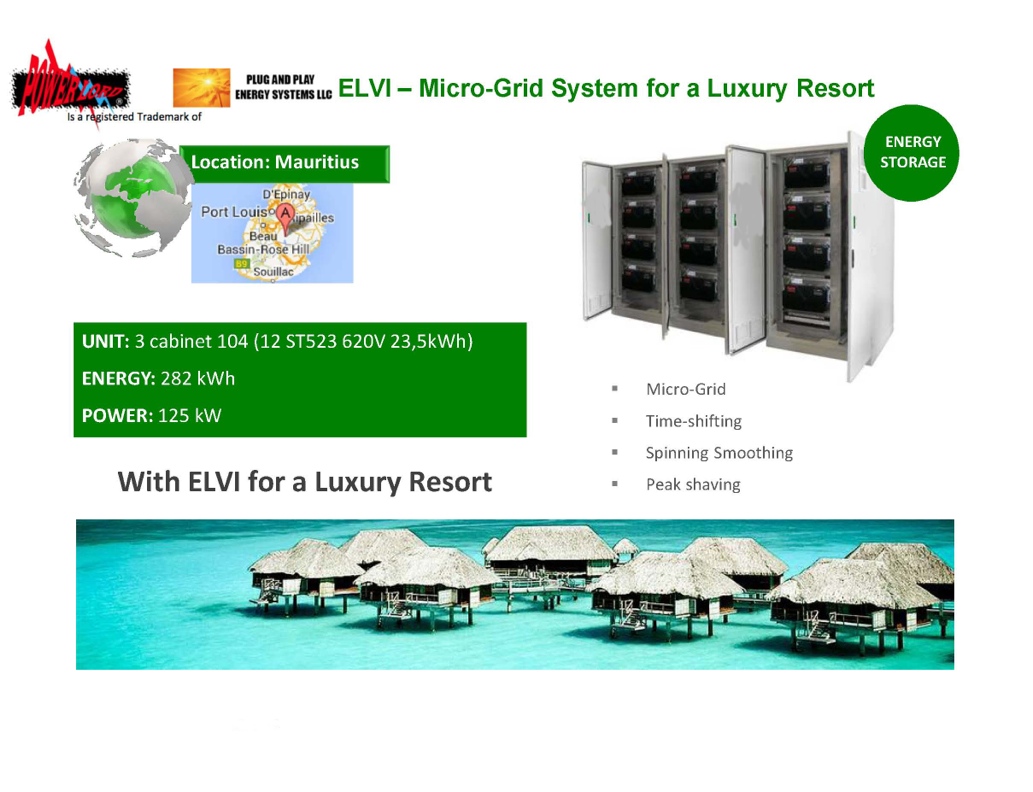 POWERLORD
Is a registered Trademark of
PLUG AND PLAY
ENERGY SYSTEMS LLC
ELVI – Micro-Grid System for a Luxury Resort
ENERGY
STORAGE
Location: Mauritius
D'Epinay
Port Louis
A
ipailles
Beau
Bassin-Rose Hill
B9
Souillac
UNIT: 3 cabinet 104 (12 ST523 620V 23,5kWh)
ENERGY: 282 kWh
POWER: 125 kW
▪ Micro-Grid
▪ Time-shifting
▪ Spinning Smoothing
▪ Peak shaving
With ELVI for a Luxury Resort